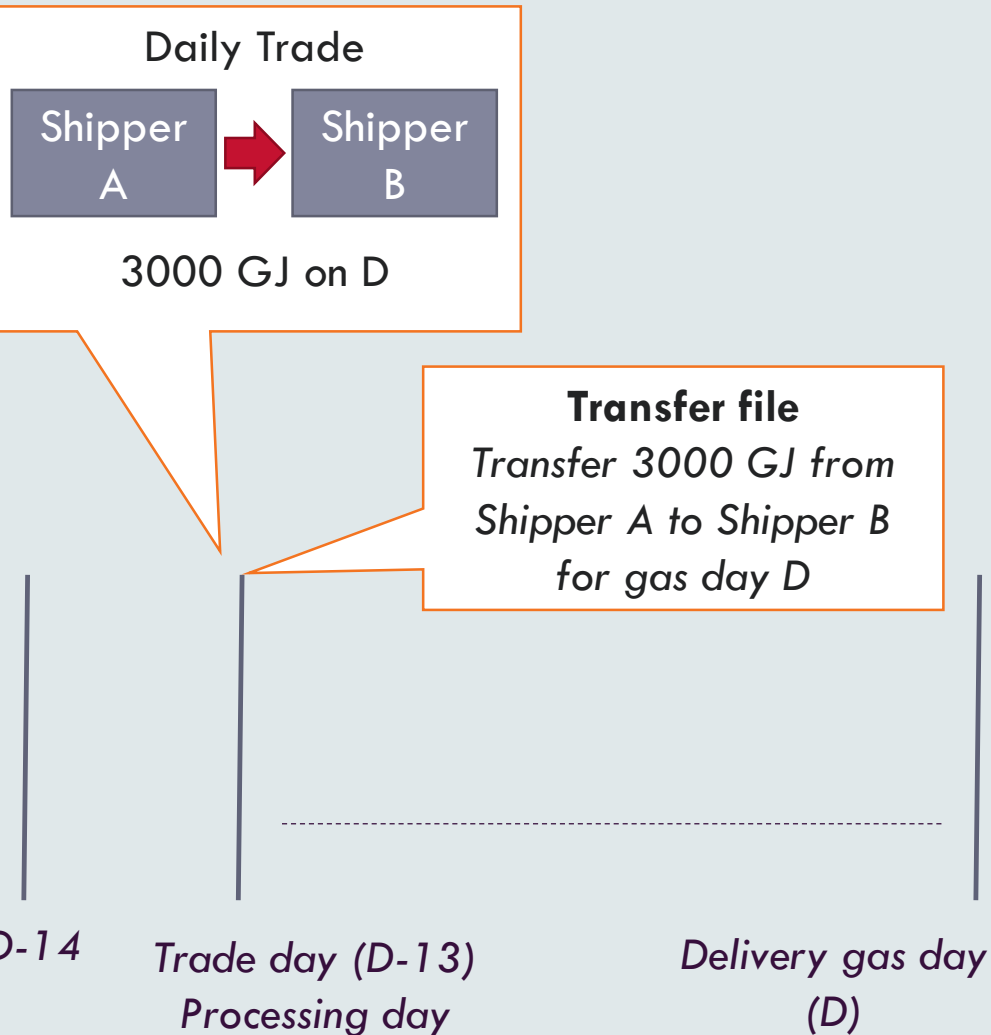 Daily Trade
Shipper
A
Shipper
B
3000 GJ on D
Transfer file
Transfer 3000 GJ from
Shipper A to Shipper B
for gas day D
D-14
Trade day (D-13)
Processing day
Delivery gas day
(D)